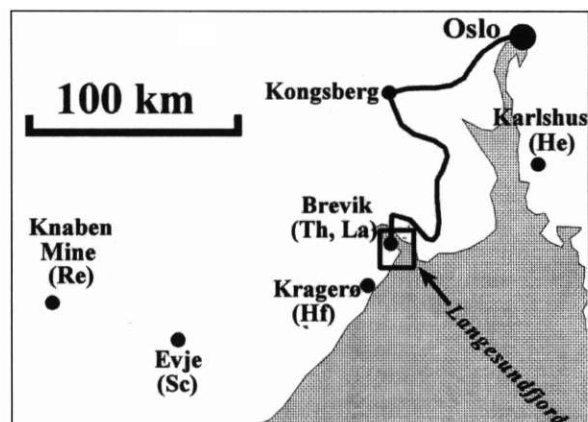 Oslo
100 km
Kongsberg
Karlshus
(He)
Brevik
(Th, La)
Knaben
Mine
(Re)
Kragerø
(Hf)
Evje
(Sc)
Langesundfjord